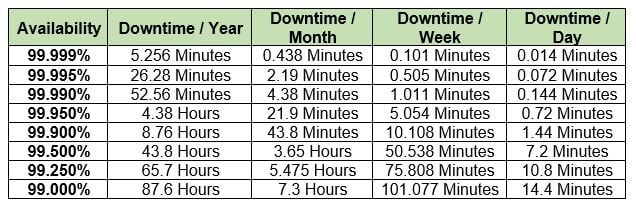 Availability Downtime / Year Downtime / Month Downtime / Week Downtime / Day
99.999% 5.256 Minutes 0.438 Minutes 0.101 Minutes 0.014 Minutes
99.995% 26.28 Minutes 2.19 Minutes 0.505 Minutes 0.072 Minutes
99.990% 52.56 Minutes 4.38 Minutes 1.011 Minutes 0.144 Minutes
99.950% 4.38 Hours 21.9 Minutes 5.054 Minutes 0.72 Minutes
99.900% 8.76 Hours 43.8 Minutes 10.108 Minutes 1.44 Minutes
99.500% 43.8 Hours 3.65 Hours 50.538 Minutes 7.2 Minutes
99.250% 65.7 Hours 5.475 Hours 75.808 Minutes 10.8 Minutes
99.000% 87.6 Hours 7.3 Hours 101.077 Minutes 14.4 Minutes